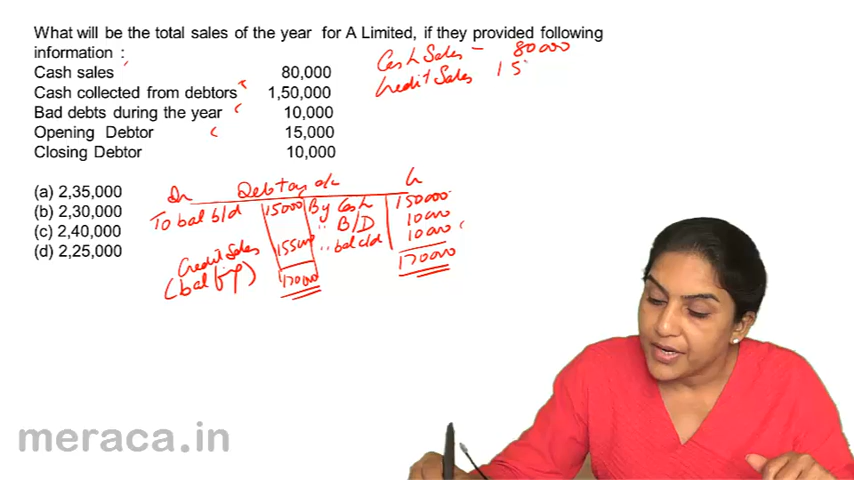 What will be the total sales of the year for A Limited, if they provided following
information :
Cash sales 80,000
Cash collected from debtors 1,50,000
Bad debts during the year 10,000
Opening Debtor 15,000
Closing Debtor 10,000
Cash Sales - 80000
Credit Sales 15
(a) 2,35,000
(b) 2,30,000
(c) 2,40,000
(d) 2,25,000
Dr Debtors a/c Cr
To bal b/d 15000 By Cash 150000
" B/D 10000
Credit Sales 155000 " bal c/d 10000
(bal fig) 170000 170000
meraca.in